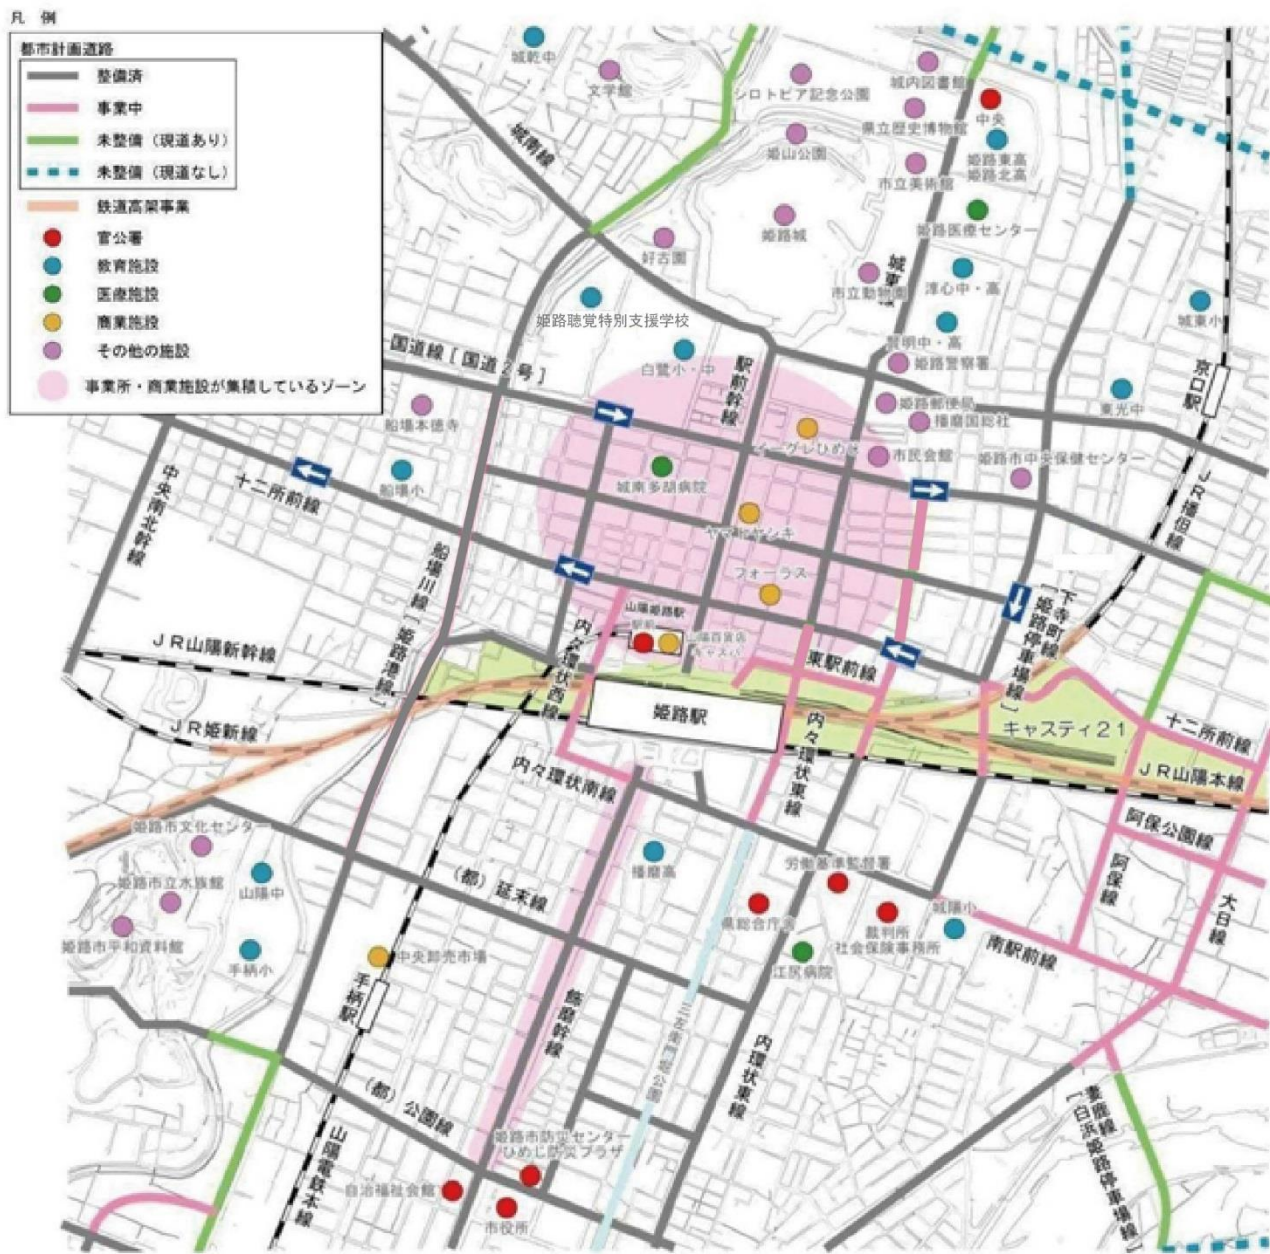 凡 例
都市計画道路
整備済
事業中
未整備（現道あり）
未整備（現道なし）
鉄道高架事業
官公署
教育施設
医療施設
商業施設
その他の施設
事業所・商業施設が集積しているゾーン
城乾中
文学館
シロトピア記念公園
城内図書館
中央
県立歴史博物館
姫路東高
姫路北高
城南線
姫山公園
市立美術館
姫路医療センター
姫路城
好古園
市立動物園
淳心中・高
姫路聴覚特別支援学校
賢明中・高
城東小
国道線［国道2号］
白鷺小・中
駅前幹線
姫路警察署
京口駅
船場本徳寺
姫路郵便局
播磨国総社
東光中
イーグレひめじ
市民会館
姫路市中央保健センター
中央南北幹線
十二所前線
船場小
城南多胡病院
JR播但線
ヤマトヤシキ
船場川線［姫路港線］
フォーラス
下寺町線
［姫路停車場線］
山陽姫路駅
駅前
山陽百貨店
キャスパ
内々環状西線
東駅前線
JR山陽新幹線
JR姫新線
姫路駅
内々環状東線
キャスティ21
十二所前線
JR山陽本線
内々環状南線
阿保公園線
阿保線
大日線
姫路市文化センター
姫路市立水族館
山陽中
姫路市平和資料館
手柄小
播磨高
労働基準監督署
県総合庁舎
裁判所
社会保険事務所
城陽小
江尻病院
南駅前線
（都）延末線
中央卸売市場
手柄駅
飾磨幹線
三左衛門堀公園
内環状東線
（都）公園線
妻鹿線
［白浜姫路停車場線］
山陽電鉄本線
姫路市防災センター
ひめじ防災プラザ
自治福祉会館
市役所